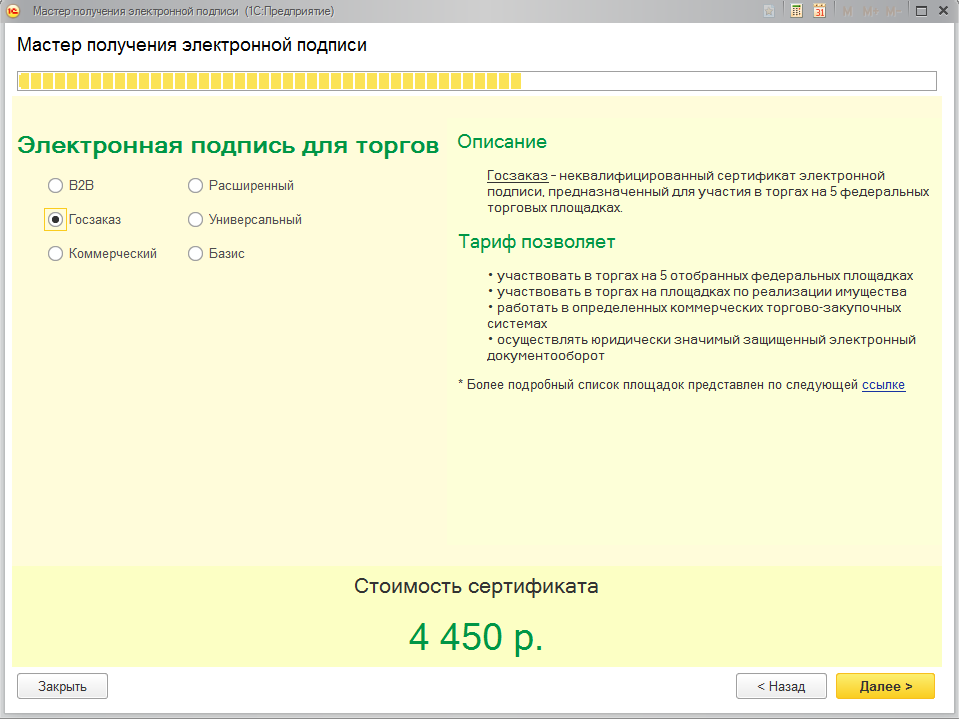 Мастер получения электронной подписи (1С:Предприятие)
31
M M+ M-
Мастер получения электронной подписи
Электронная подпись для торгов
B2B
Расширенный
Госзаказ
Универсальный
Коммерческий
Базис
Описание
Госзаказ – неквалифицированный сертификат электронной
подписи, предназначенный для участия в торгах на 5 федеральных
торговых площадках.
Тариф позволяет
• участвовать в торгах на 5 отобранных федеральных площадках
• участвовать в торгах на площадках по реализации имущества
• работать в определенных коммерческих торгово-закупочных
системах
• осуществлять юридически значимый защищенный электронный
документооборот
* Более подробный список площадок представлен по следующей ссылке
Стоимость сертификата
4 450 р.
Закрыть
< Назад
Далее >